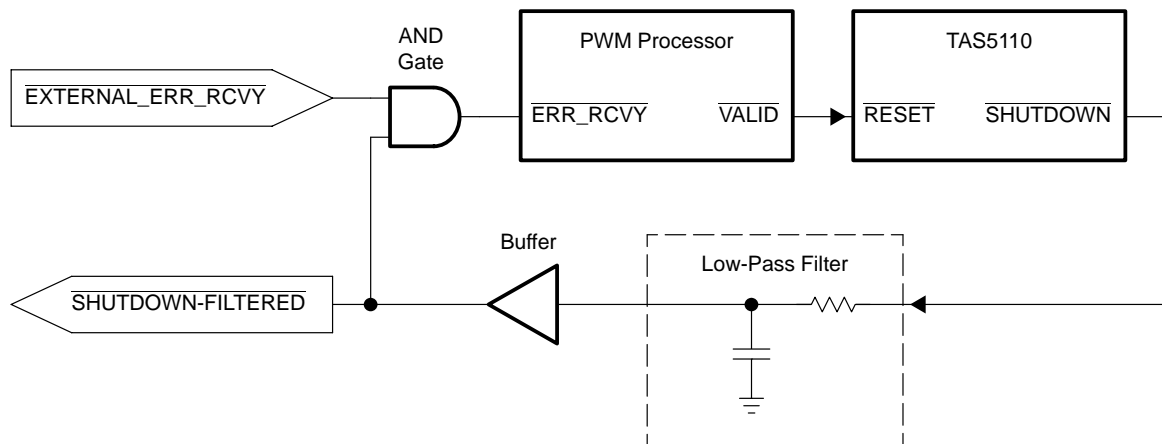 AND
Gate
PWM Processor
TAS5110
EXTERNAL_ERR_RCVY
ERR_RCVY
VALID
RESET
SHUTDOWN
Buffer
Low-Pass Filter
SHUTDOWN-FILTERED